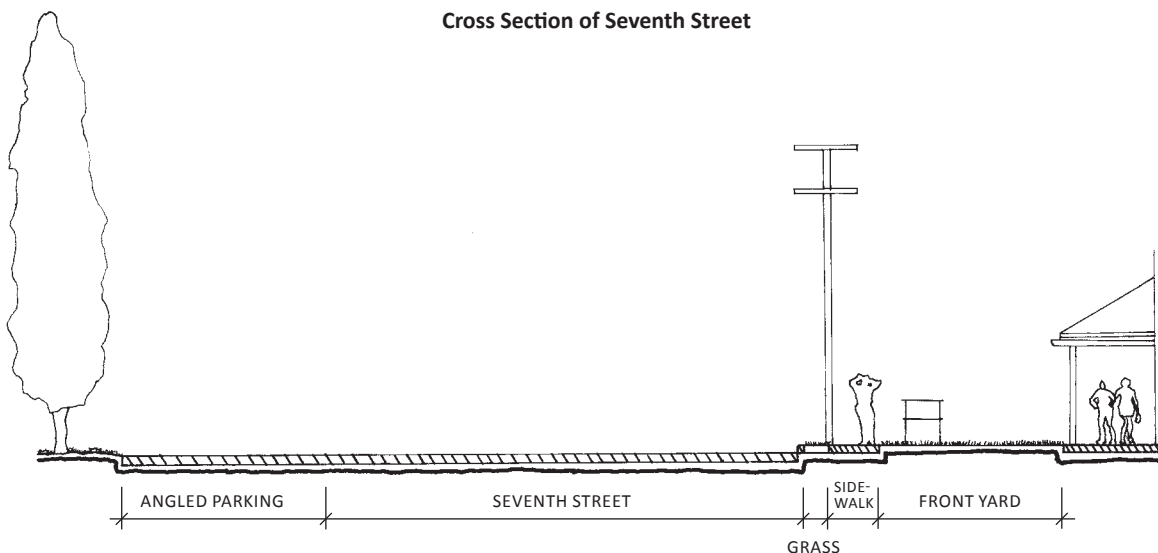 Cross Section of Seventh Street
ANGLED PARKING
SEVENTH STREET
SIDE-
WALK
FRONT YARD
GRASS